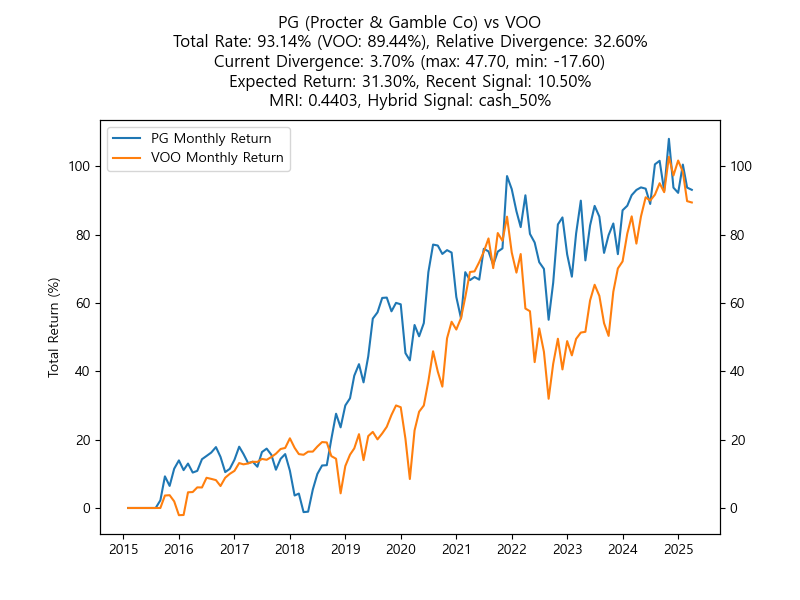 PG (Procter & Gamble Co) vs VOO
Total Rate: 93.14% (VOO: 89.44%), Relative Divergence: 32.60%
Current Divergence: 3.70% (max: 47.70, min: -17.60)
Expected Return: 31.30%, Recent Signal: 10.50%
MRI: 0.4403, Hybrid Signal: cash_50%
PG Monthly Return
VOO Monthly Return
Total Return (%)
100
80
60
40
20
0
100
80
60
40
20
0
2015 2016 2017 2018 2019 2020 2021 2022 2023 2024 2025